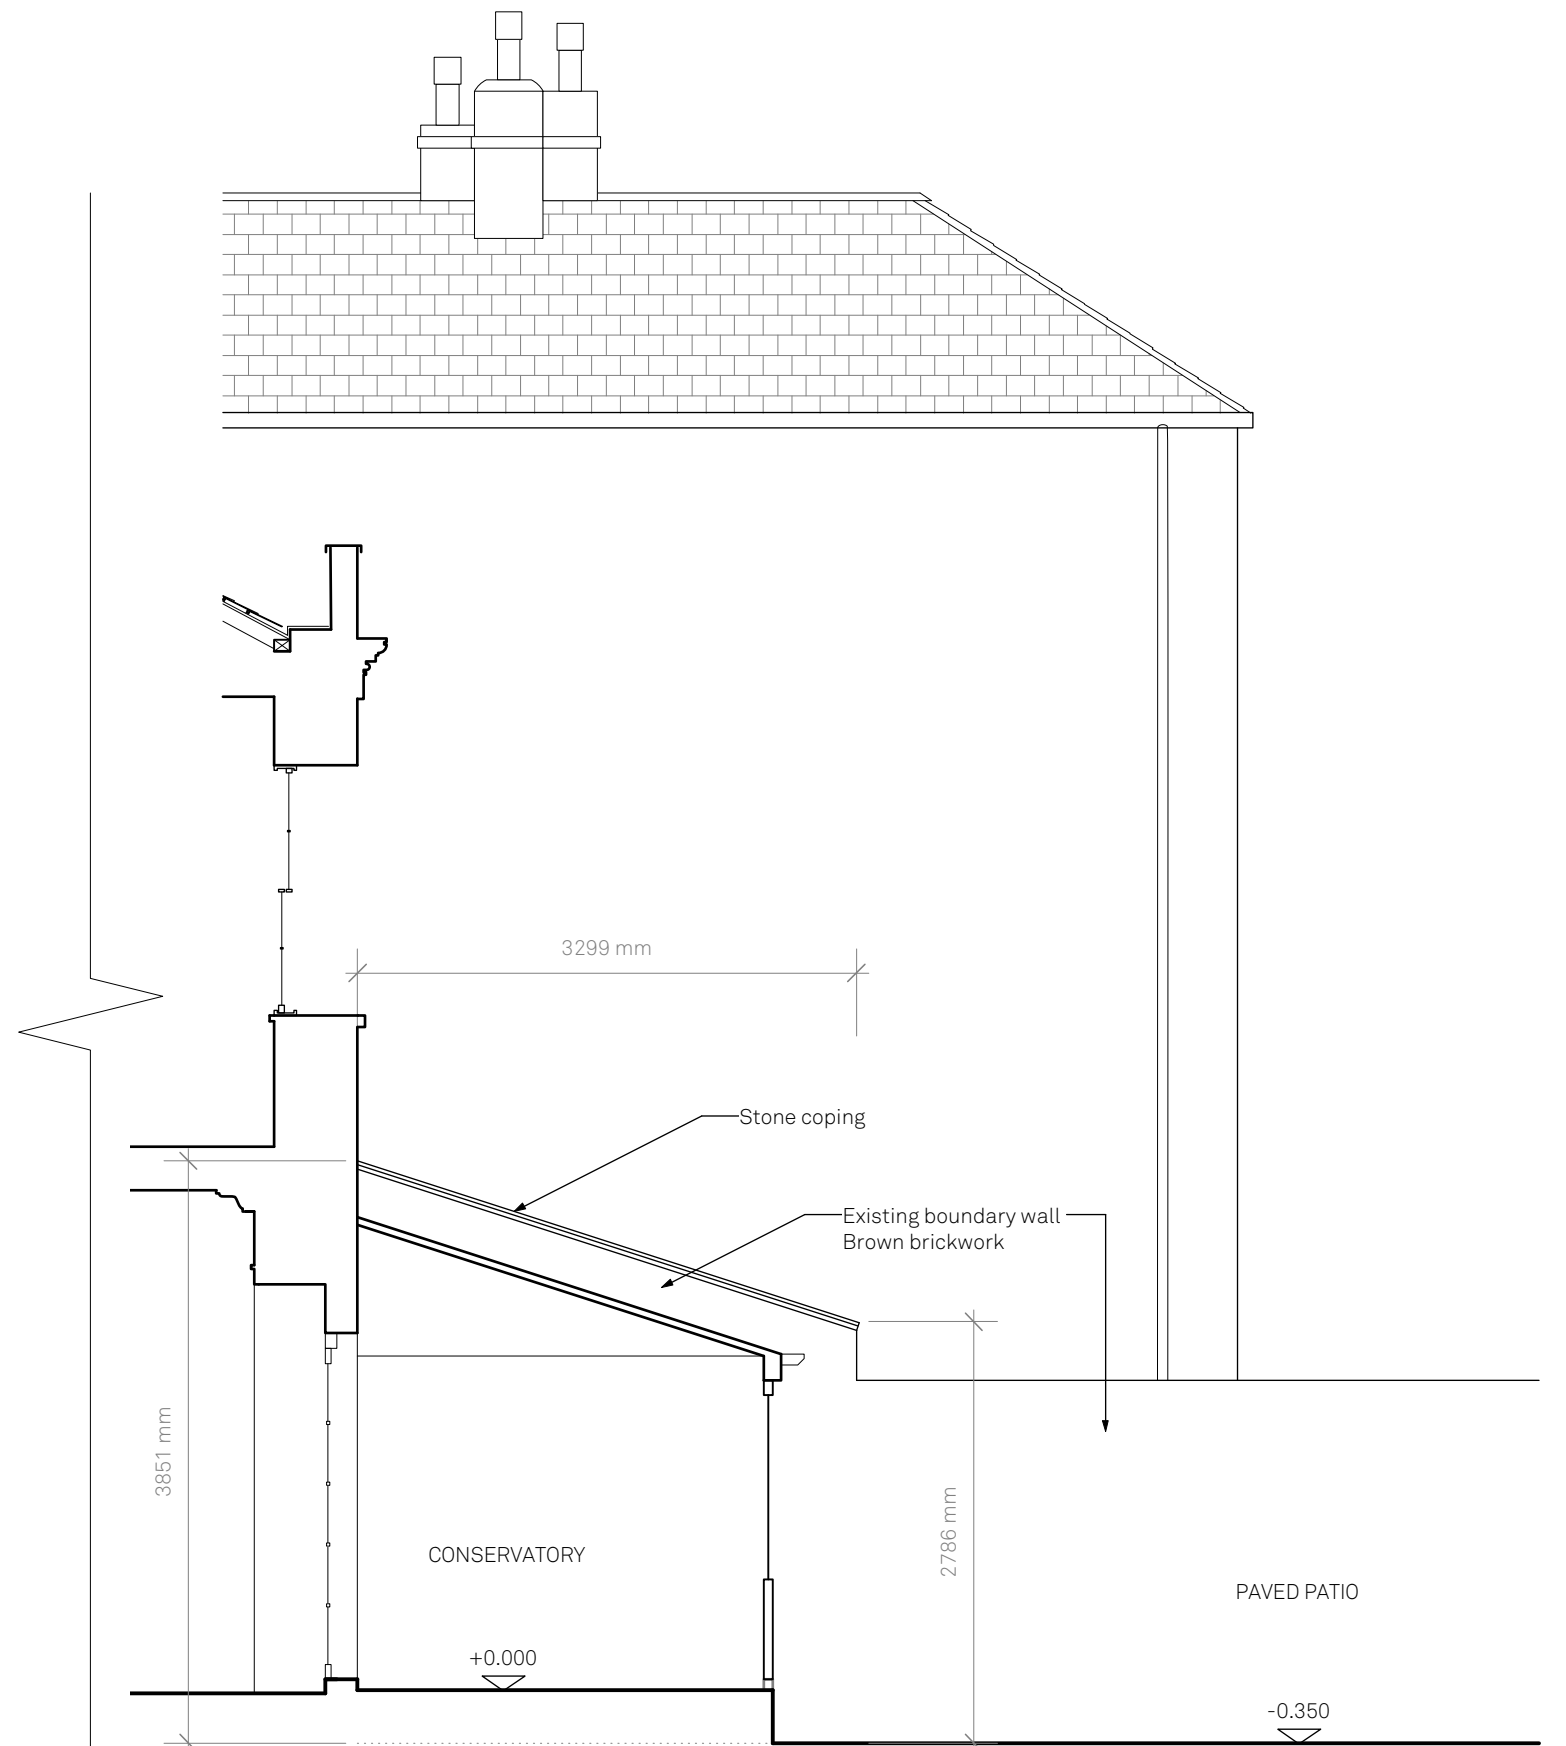 3299 mm
Stone coping
Existing boundary wall
Brown brickwork
3851 mm
2786 mm
CONSERVATORY
PAVED PATIO
+0.000
-0.350